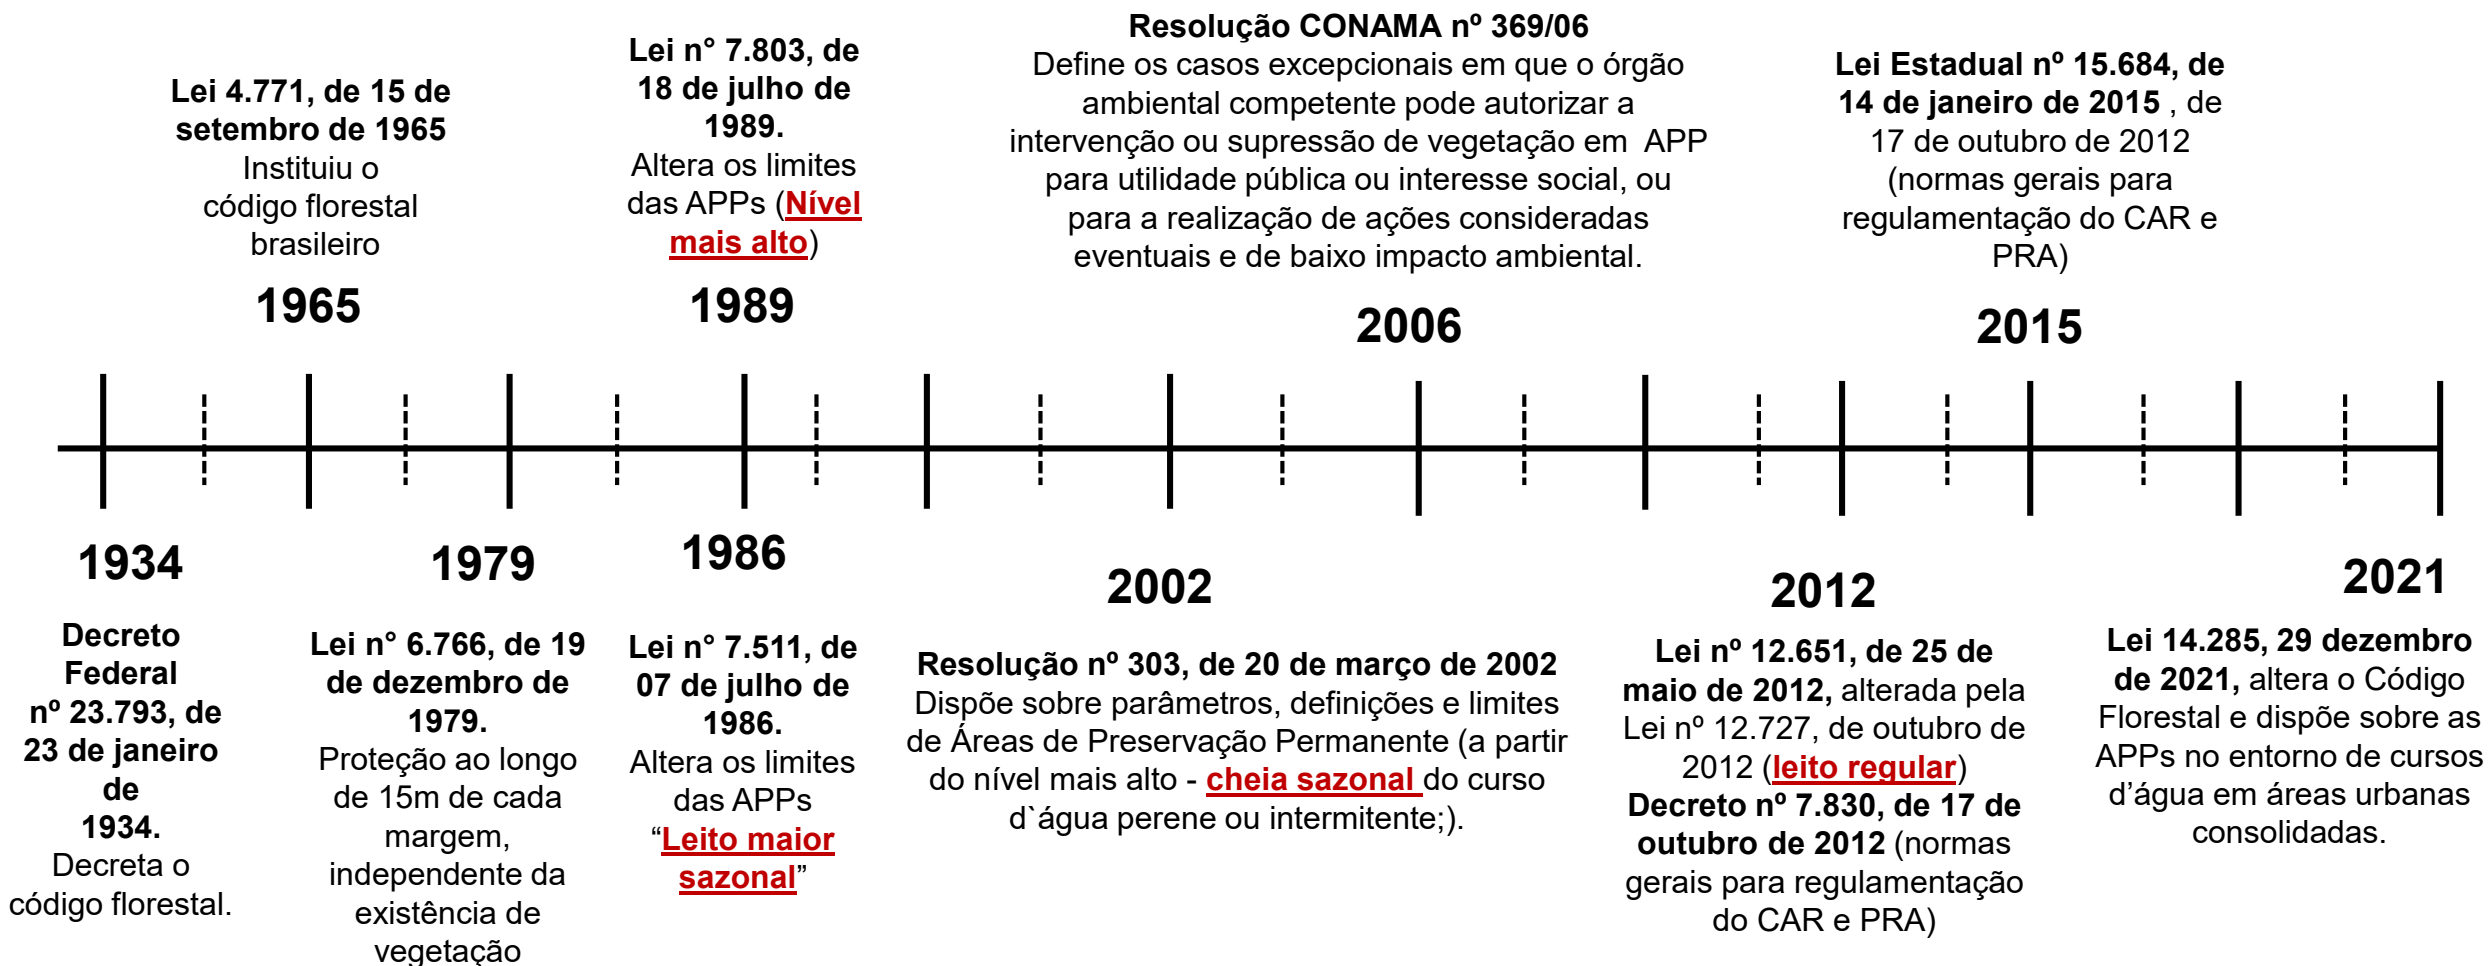 Lei 4.771, de 15 de
setembro de 1965
Instituiu o
código florestal
brasileiro
1965
Lei n° 7.803, de
18 de julho de
1989.
Altera os limites
das APPs (Nível
mais alto)
1989
Resolução CONAMA nº 369/06
Define os casos excepcionais em que o órgão
ambiental competente pode autorizar a
intervenção ou supressão de vegetação em APP
para utilidade pública ou interesse social, ou
para a realização de ações consideradas
eventuais e de baixo impacto ambiental.
2006
Lei Estadual nº 15.684, de
14 de janeiro de 2015 , de
17 de outubro de 2012
(normas gerais para
regulamentação do CAR e
PRA)
2015
1934
Decreto
Federal
nº 23.793, de
23 de janeiro
de
1934.
Decreta o
código florestal.
1979
Lei n° 6.766, de 19
de dezembro de
1979.
Proteção ao longo
de 15m de cada
margem,
independente da
existência de
vegetação
1986
Lei n° 7.511, de
07 de julho de
1986.
Altera os limites
das APPs
“Leito maior
sazonal”
2002
Resolução nº 303, de 20 de março de 2002
Dispõe sobre parâmetros, definições e limites
de Áreas de Preservação Permanente (a partir
do nível mais alto - cheia sazonal do curso
d`água perene ou intermitente;).
2012
Lei nº 12.651, de 25 de
maio de 2012, alterada pela
Lei nº 12.727, de outubro de
2012 (leito regular)
Decreto nº 7.830, de 17 de
outubro de 2012 (normas
gerais para regulamentação
do CAR e PRA)
2021
Lei 14.285, 29 dezembro
de 2021, altera o Código
Florestal e dispõe sobre as
APPs no entorno de cursos
d’água em áreas urbanas
consolidadas.